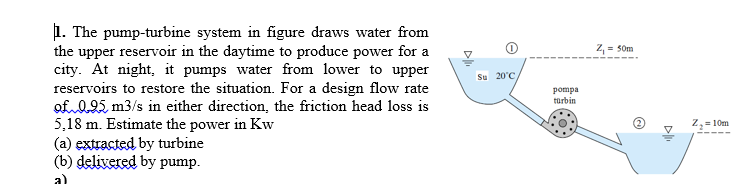 1. The pump-turbine system in figure draws water from
the upper reservoir in the daytime to produce power for a
city. At night, it pumps water from lower to upper
reservoirs to restore the situation. For a design flow rate
of 0,95 m3/s in either direction, the friction head loss is
5,18 m. Estimate the power in Kw
(a) extracted by turbine
(b) delivered by pump.
a)
1
Z₁ = 50m
Su 20°C
pompa
türbin
2
Z₂ = 10m